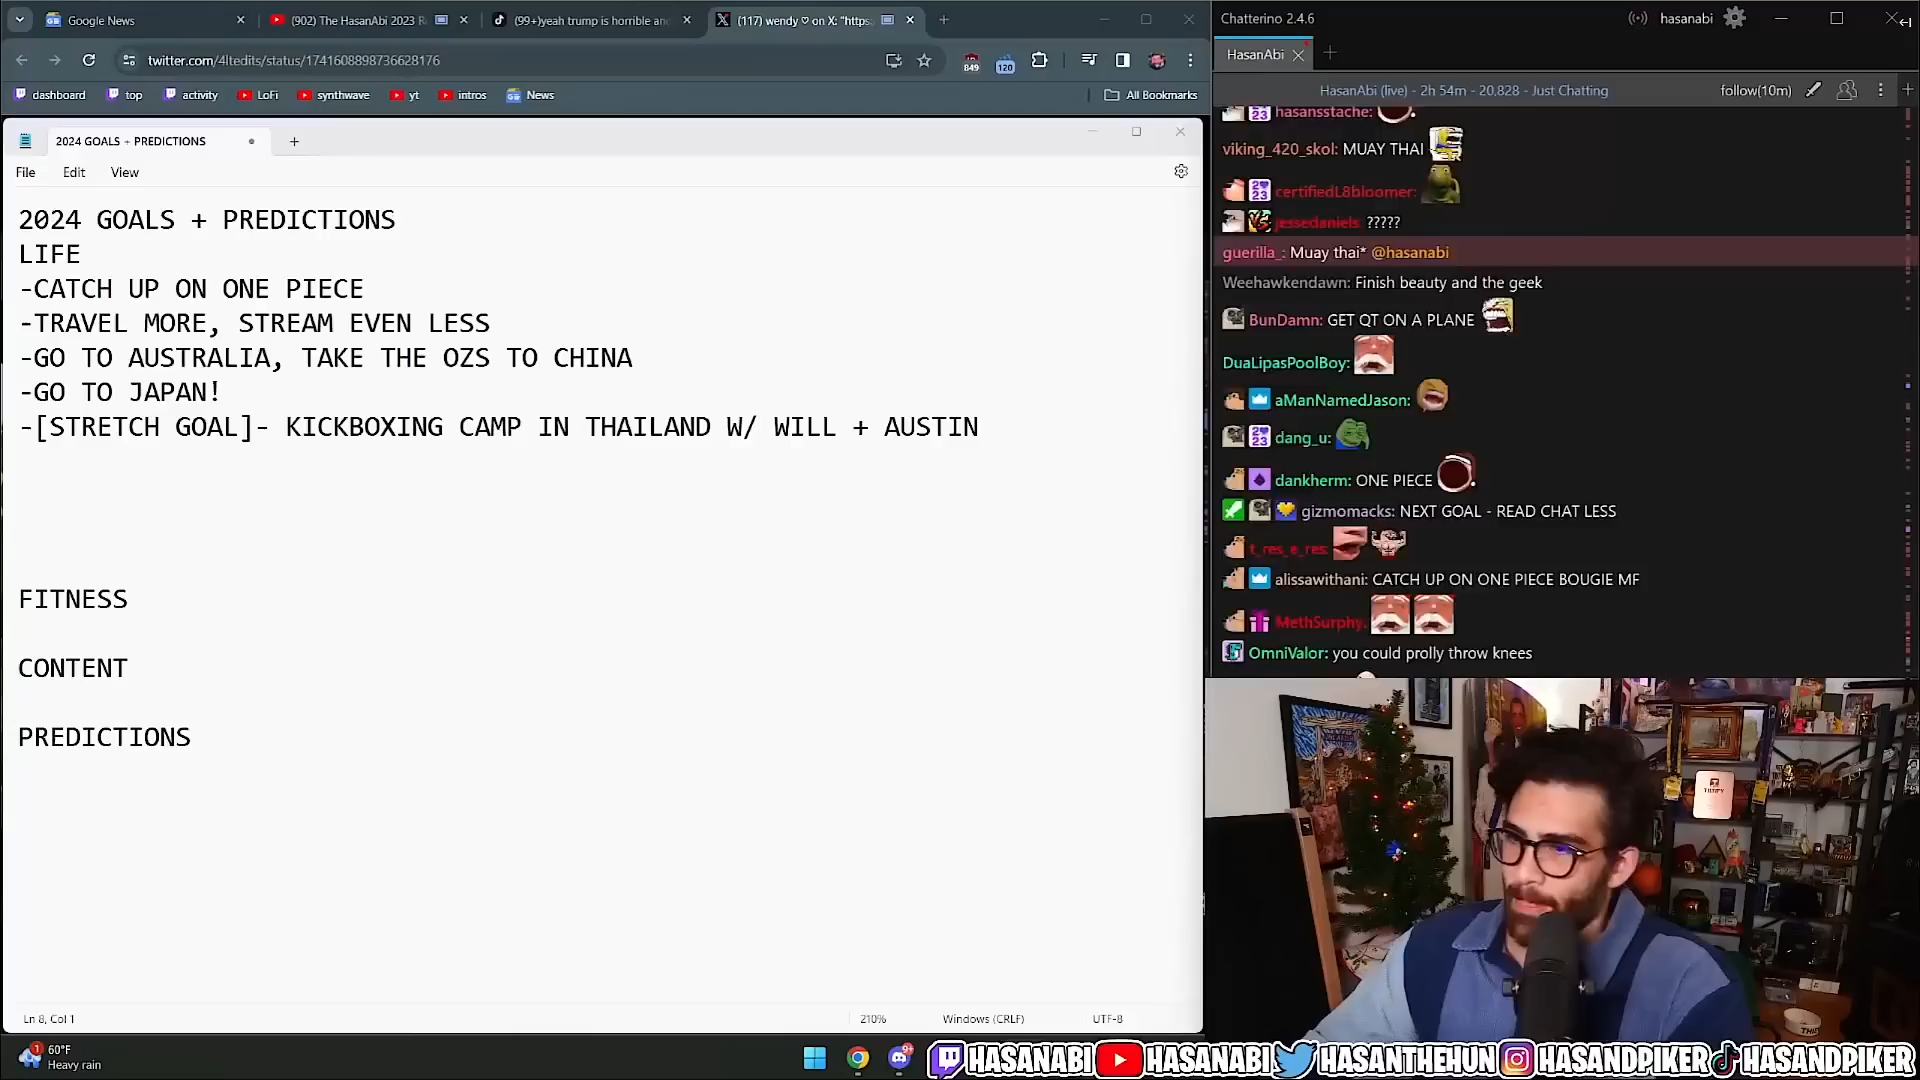 Google News
(902) The HasanAbi 2023 R
(99+)yeah trump is horrible an
(117) wendy ♡ on X: "https:
twitter.com/4ltedits/status/1741608898736628176
849
120
dashboard
top
activity
LoFi
synthwave
yt
intros
News
All Bookmarks
2024 GOALS + PREDICTIONS
File
Edit
View
2024 GOALS + PREDICTIONS
LIFE
-CATCH UP ON ONE PIECE
-TRAVEL MORE, STREAM EVEN LESS
-GO TO AUSTRALIA, TAKE THE OZS TO CHINA
-GO TO JAPAN!
-[STRETCH GOAL]- KICKBOXING CAMP IN THAILAND W/ WILL + AUSTIN
FITNESS
CONTENT
PREDICTIONS
Ln 8, Col 1
210%
Windows (CRLF)
UTF-8
Chatterino 2.4.6
hasanabi
HasanAbi
HasanAbi (live) - 2h 54m - 20,828 - Just Chatting
follow(10m)
hasansstache:
viking_420_skol: MUAY THAI
certifiedL8bloomer:
jessedaniels ?????
guerilla_: Muay thai* @hasanabi
Weehawkendawn: Finish beauty and the geek
BunDamn: GET QT ON A PLANE
DuaLipasPoolBoy:
aManNamedJason:
dang_u:
dankherm: ONE PIECE
gizmomacks: NEXT GOAL - READ CHAT LESS
t_res_e_res:
alissawithani: CATCH UP ON ONE PIECE BOUGIE MF
MethSurphy.
OmniValor: you could prolly throw knees
1
60°F
Heavy rain
9+
HASANABI
HASANABI
HASANTHEHUN
HASANDPIKER
HASANDPIKER